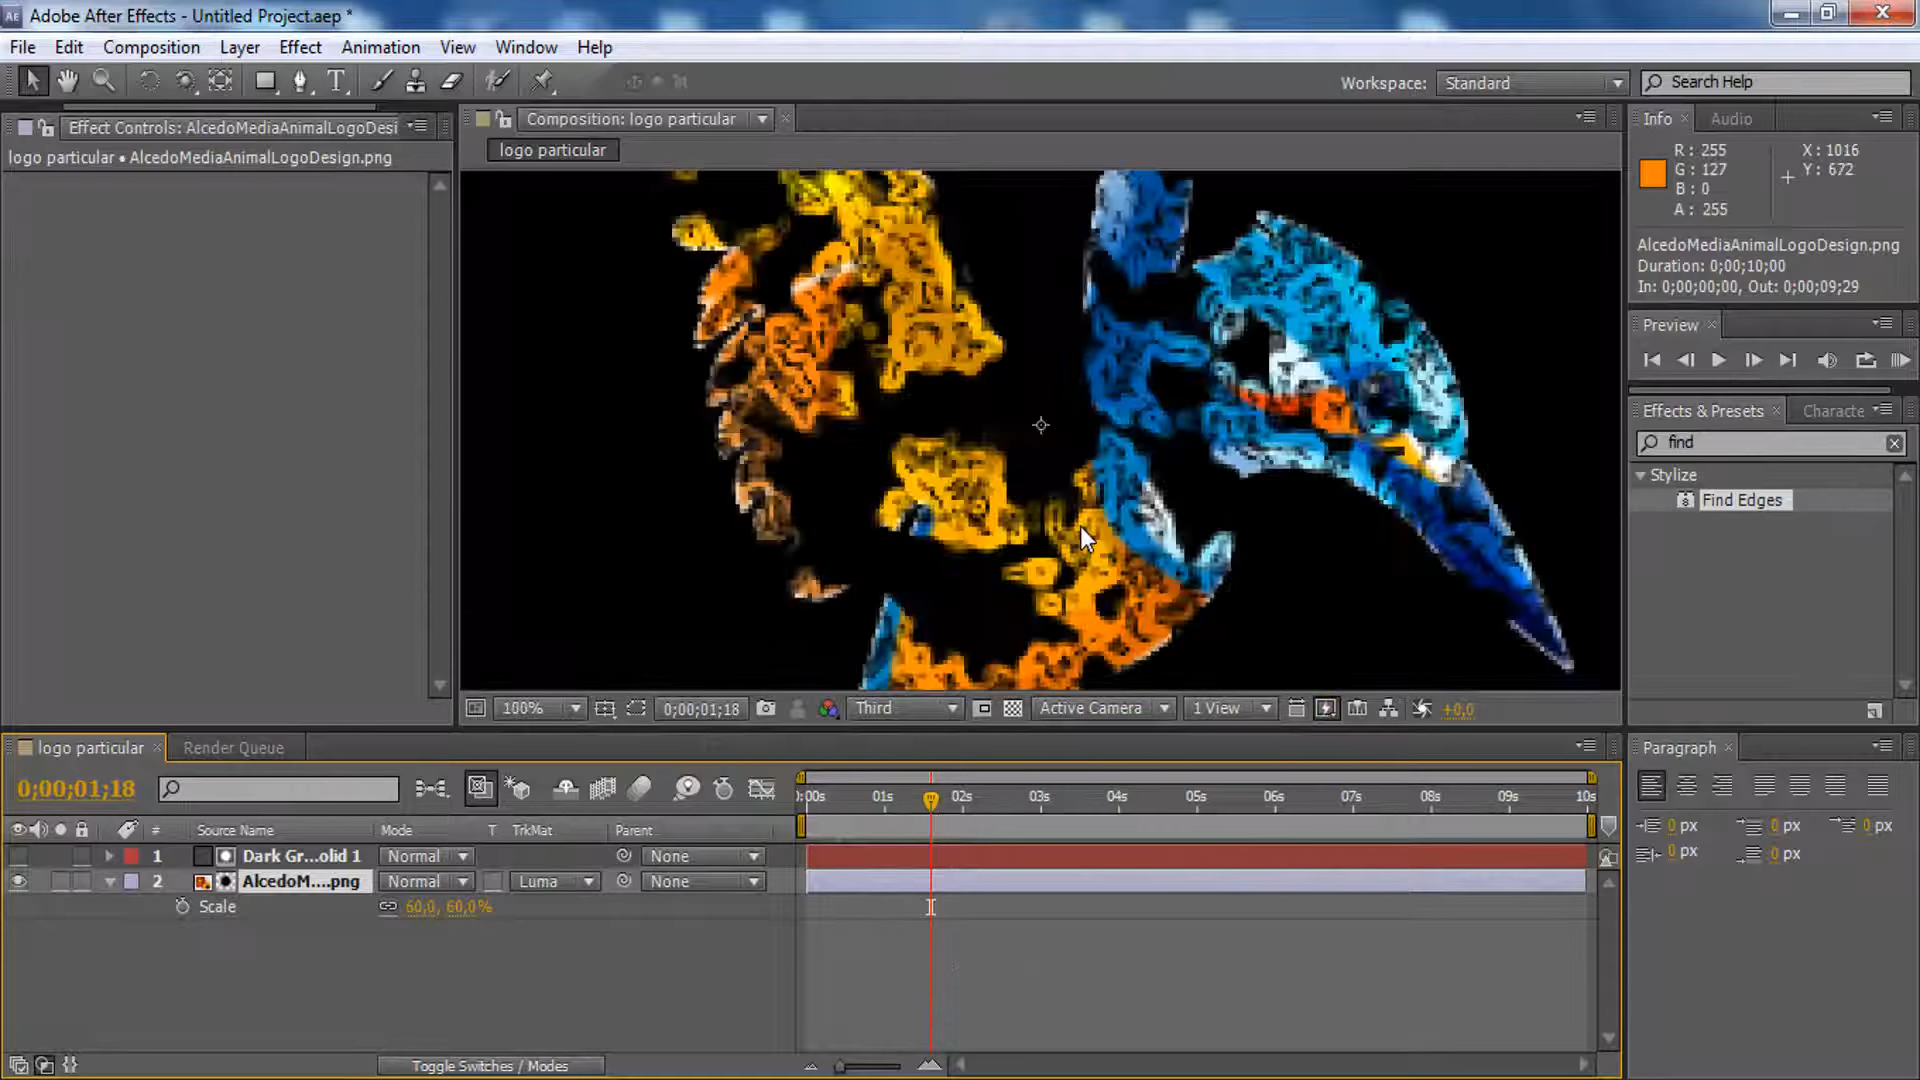 Adobe After Effects - Untitled Project.aep *
File Edit Composition Layer Effect Animation View Window Help
Workspace: Standard Search Help
Effect Controls: AlcedoMediaAnimalLogoDesi
logo particular • AlcedoMediaAnimalLogoDesign.png
Composition: logo particular
logo particular
Info Audio
R: 255
G: 127
B: 0
A: 255
X: 1016
Y: 672
AlcedoMediaAnimalLogoDesign.png
Duration: 0;00;10;00
In: 0;00;00;00, Out: 0;00;09;29
Preview
Effects & Presets Characte
find
Stylize
Find Edges
100% 0;00;01;18 Third Active Camera 1 View +0,0
logo particular Render Queue
0;00;01;18
):00s 01s 02s 03s 04s 05s 06s 07s 08s 09s 10s
# Source Name Mode T TrkMat Parent
1 Dark Gr...olid 1 Normal None
2 AlcedoM....png Normal Luma None
Scale 60,0, 60,0%
Toggle Switches / Modes
Paragraph
0 px 0 px 0 px
0 px 0 px